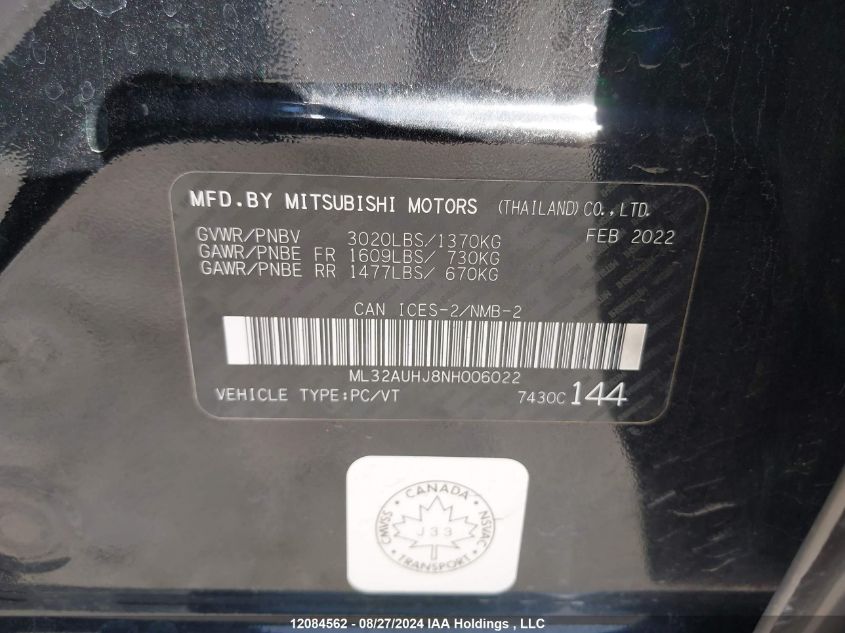 MFD.BY MITSUBISHI MOTORS (THAILAND)CO.,LTD.
GVWR/PNBV 3020LBS/1370KG FEB 2022
GAWR/PNBE FR 1609LBS/ 730KG
GAWR/PNBE RR 1477LBS/ 670KG
CAN ICES-2/NMB-2
ML32AUHJ8NH006022
VEHICLE TYPE:PC/VT 7430C 144
CANADA
CMVSS J33 NSVAC
TRANSPORT
12084562 - 08/27/2024 IAA Holdings , LLC